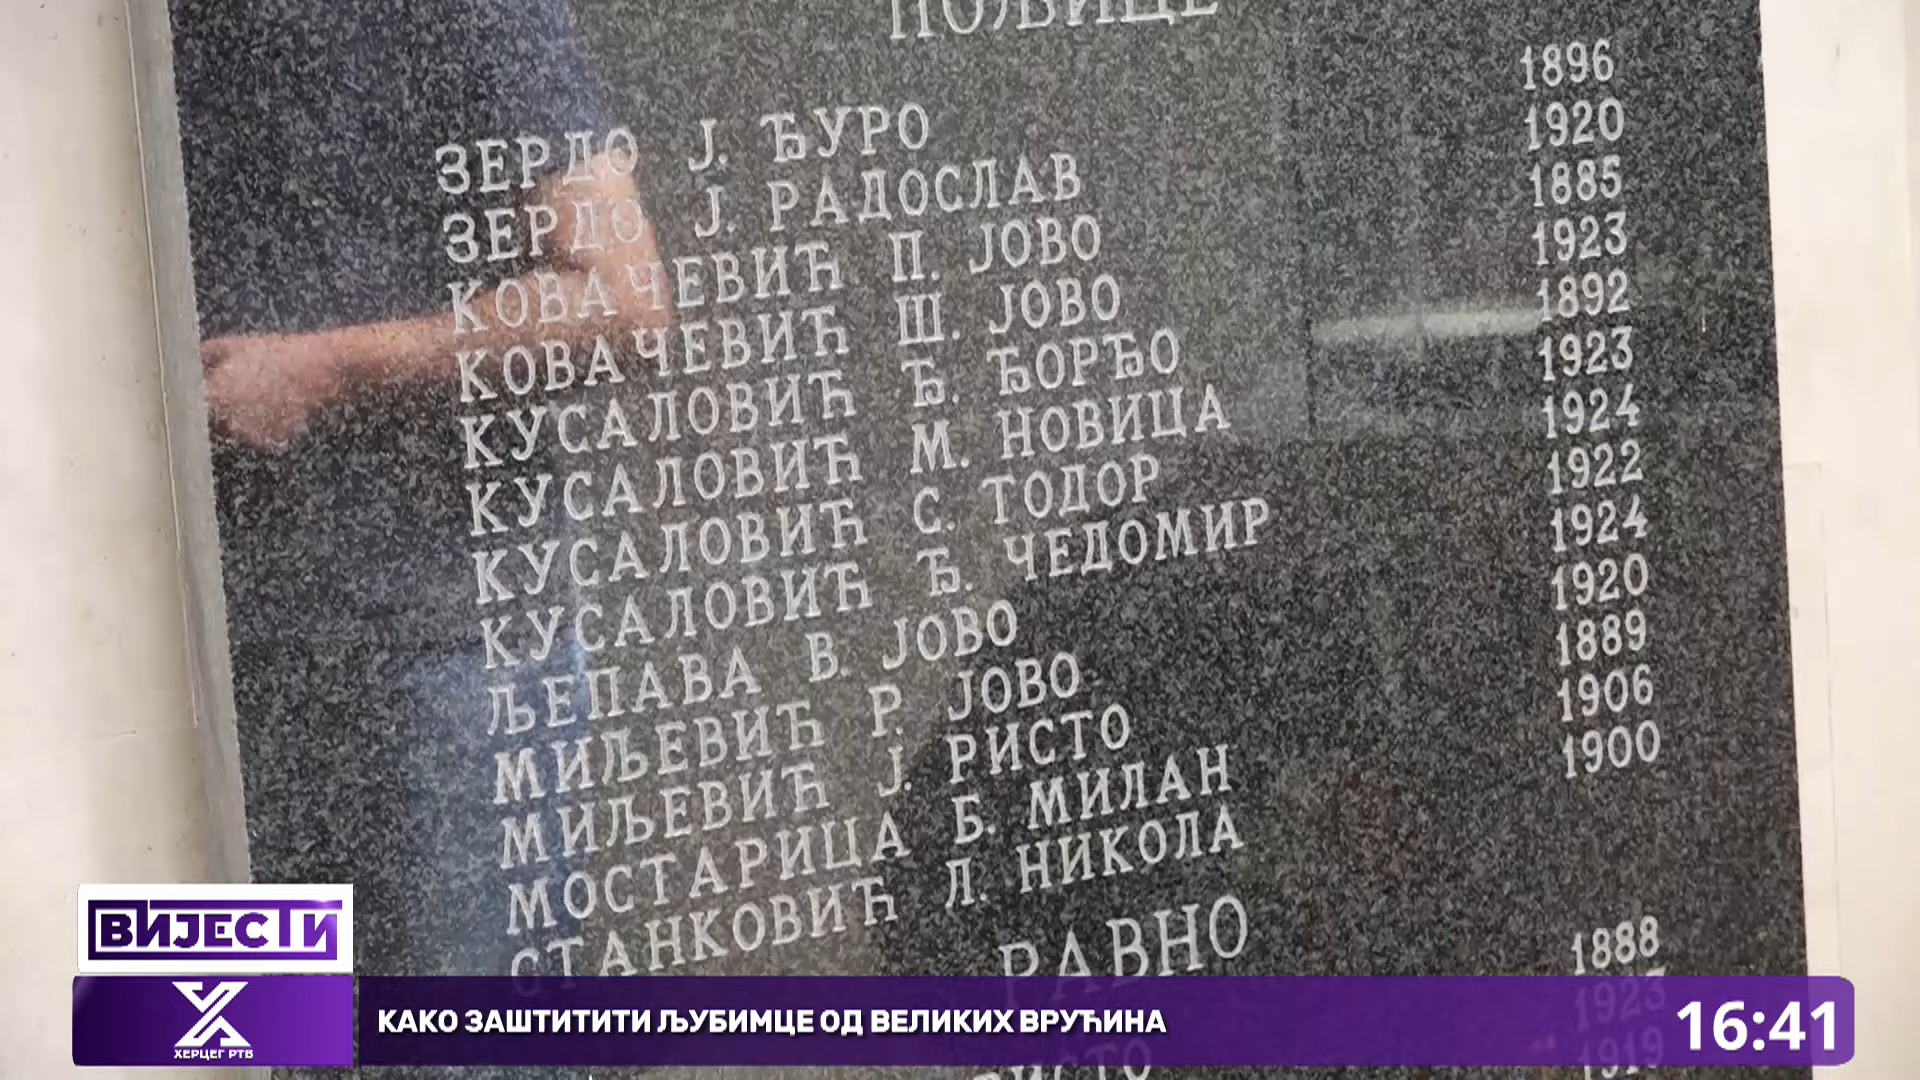 ПОЉИЦЕ
ЗЕРДО Ј. ЂУРО 1896
ЗЕРДО Ј. РАДОСЛАВ 1920
КОВАЧЕВИЋ П. ЈОВО 1885
КОВАЧЕВИЋ Ш. ЈОВО 1923
КУСАЛОВИЋ Ђ. ЂОРЂО 1892
КУСАЛОВИЋ М. НОВИЦА 1923
КУСАЛОВИЋ С. ТОДОР 1924
КУСАЛОВИЋ Ђ. ЧЕДОМИР 1922
ЉЕПАВА В. ЈОВО 1924
МИЉЕВИЋ Р. ЈОВО 1920
МИЉЕВИЋ Ј. РИСТО 1889
МОСТАРИЦА Б. МИЛАН 1906
СТАНКОВИЋ Л. НИКОЛА 1900
РАВНО
1888
1923
1919
ВИЈЕСТИ
ХЕРЦЕГ РТВ
КАКО ЗАШТИТИТИ ЉУБИМЦЕ ОД ВЕЛИКИХ ВРУЋИНА
16:41